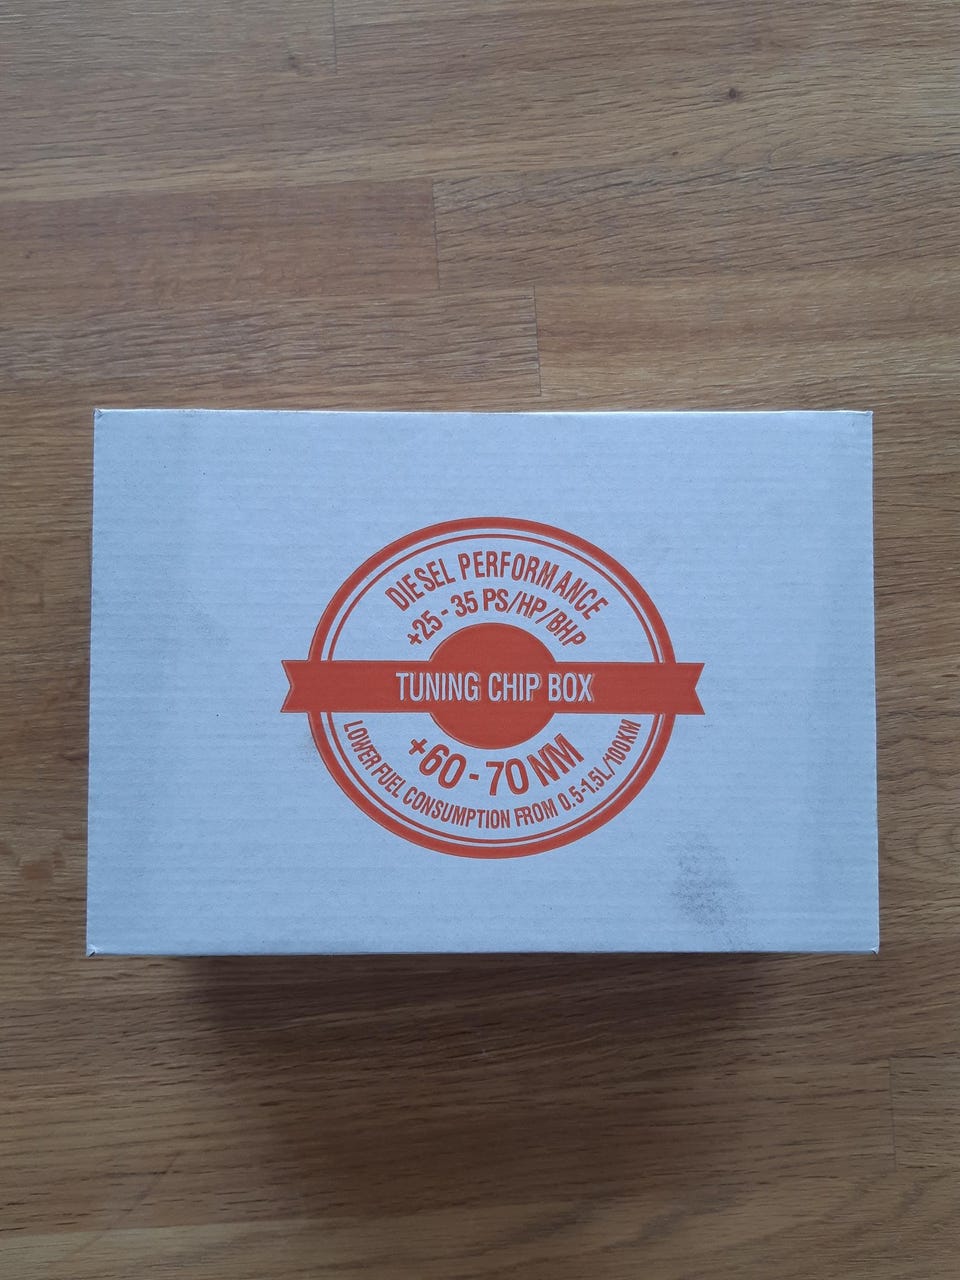 DIESEL PERFORMANCE
+25 - 35 PS/HP/BHP
TUNING CHIP BOX
+60 - 70 NM
LOWER FUEL CONSUMPTION FROM 0.5-1.5L/100KM